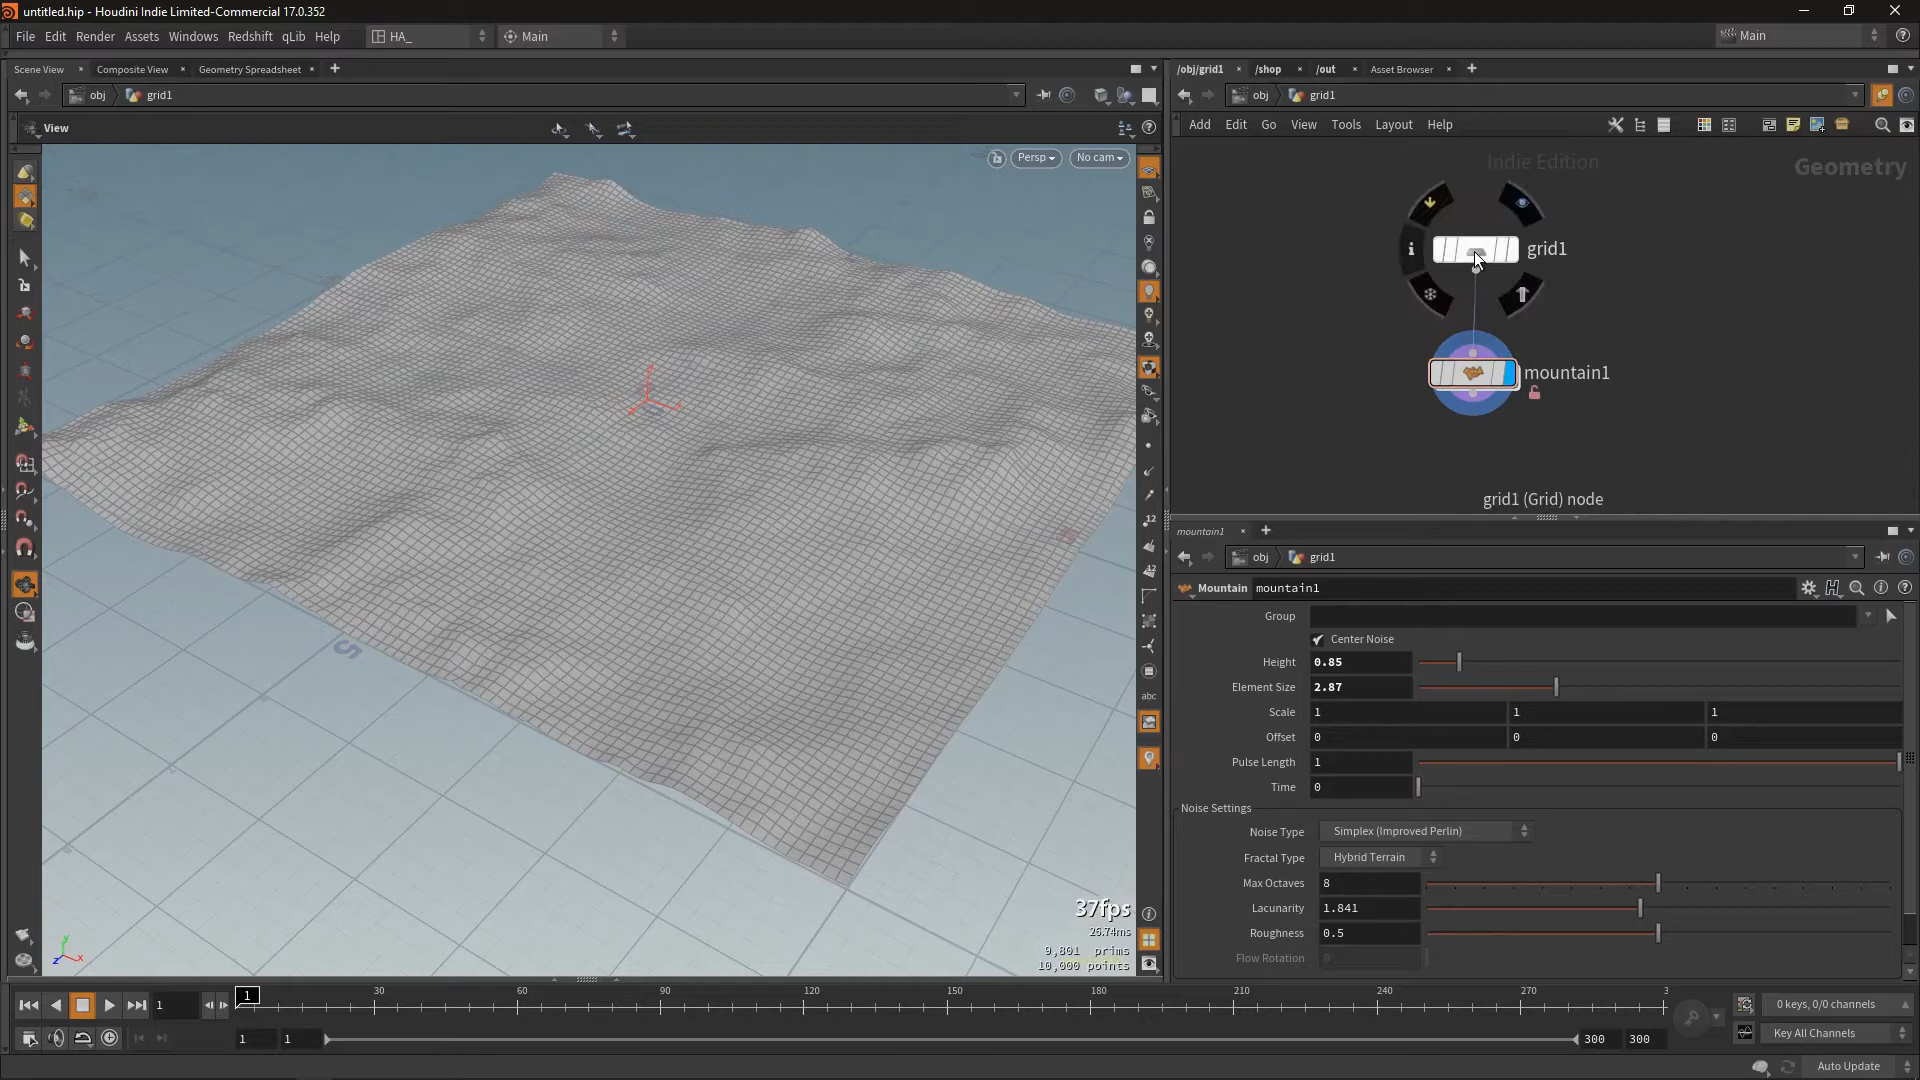 untitled.hip - Houdini Indie Limited-Commercial 17.0.352
File Edit Render Assets Windows Redshift qLib Help HA_ Main Main
Scene View Composite View Geometry Spreadsheet
/obj/grid1 /shop /out Asset Browser
obj grid1
obj grid1
View
Add Edit Go View Tools Layout Help
Persp No cam
Indie Edition
Geometry
grid1
mountain1
grid1 (Grid) node
5
12
12
abc
37fps
26.74ms
9,801 prims
10,000 points
y
z x
mountain1
obj grid1
Mountain mountain1
Group
Center Noise
Height 0.85
Element Size 2.87
Scale 1 1 1
Offset 0 0 0
Pulse Length 1
Time 0
Noise Settings
Noise Type Simplex (Improved Perlin)
Fractal Type Hybrid Terrain
Max Octaves 8
Lacunarity 1.841
Roughness 0.5
Flow Rotation 0
1 1 30 60 90 120 150 180 210 240 270 3
0 keys, 0/0 channels
1 1 300 300
Key All Channels
Auto Update